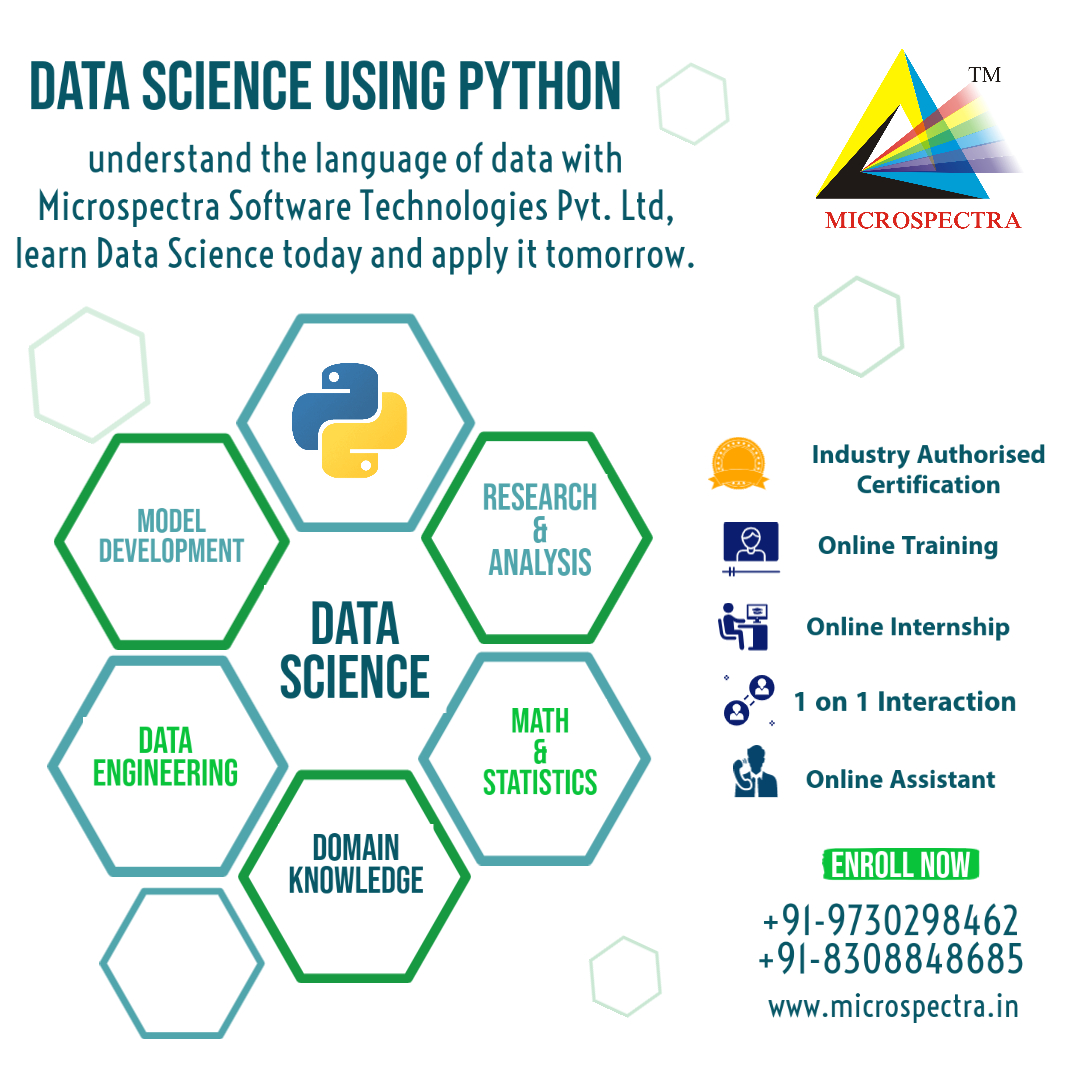 DATA SCIENCE USING PYTHON
understand the language of data with
Microspectra Software Technologies Pvt. Ltd,
learn Data Science today and apply it tomorrow.
TM
MICROSPECTRA
MODEL
DEVELOPMENT
RESEARCH
&
ANALYSIS
DATA
SCIENCE
DATA
ENGINEERING
MATH
&
STATISTICS
DOMAIN
KNOWLEDGE
Industry Authorised
Certification
Online Training
Online Internship
1 on 1 Interaction
Online Assistant
ENROLL NOW
+91-9730298462
+91-8308848685
www.microspectra.in